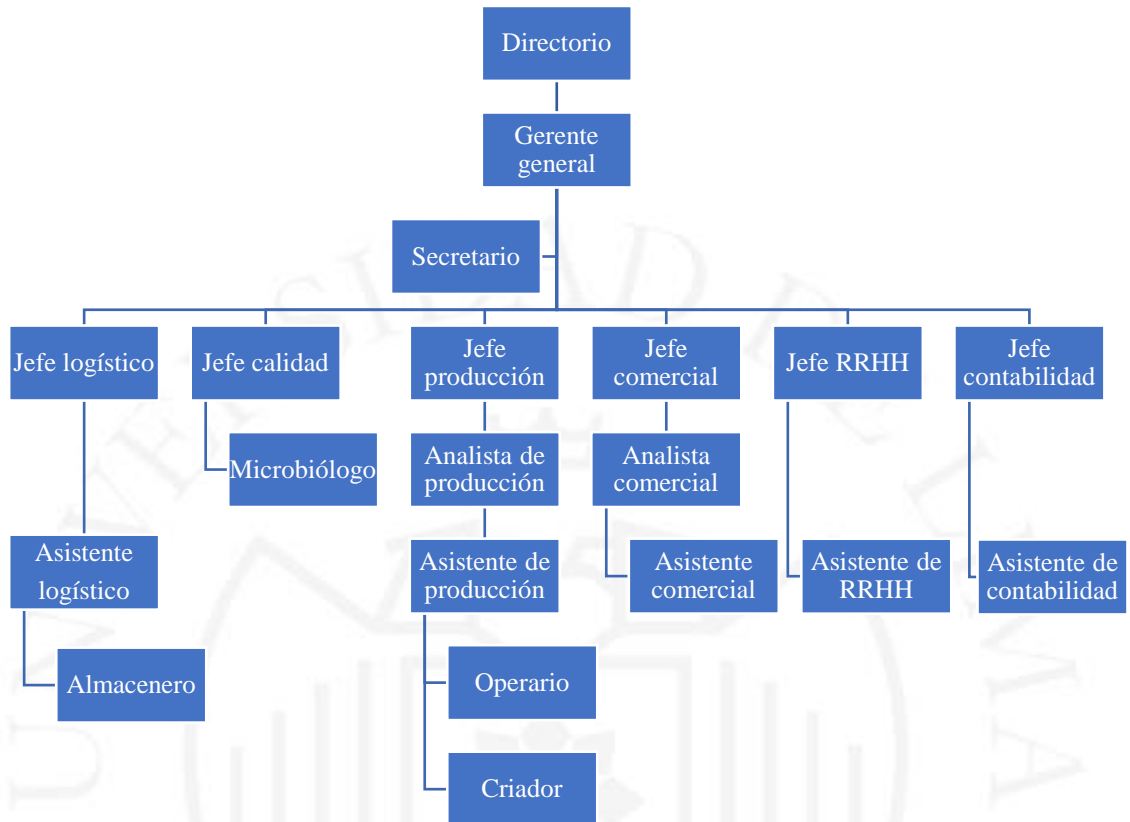 Directorio
Gerente
general
Secretario
Jefe logístico
Jefe calidad
Jefe
producción
Jefe
comercial
Jefe RRHH
Jefe
contabilidad
Microbiólogo
Analista de
producción
Analista
comercial
Asistente
logístico
Asistente de
producción
Asistente
comercial
Asistente de
RRHH
Asistente de
contabilidad
Almacenero
Operario
Criador